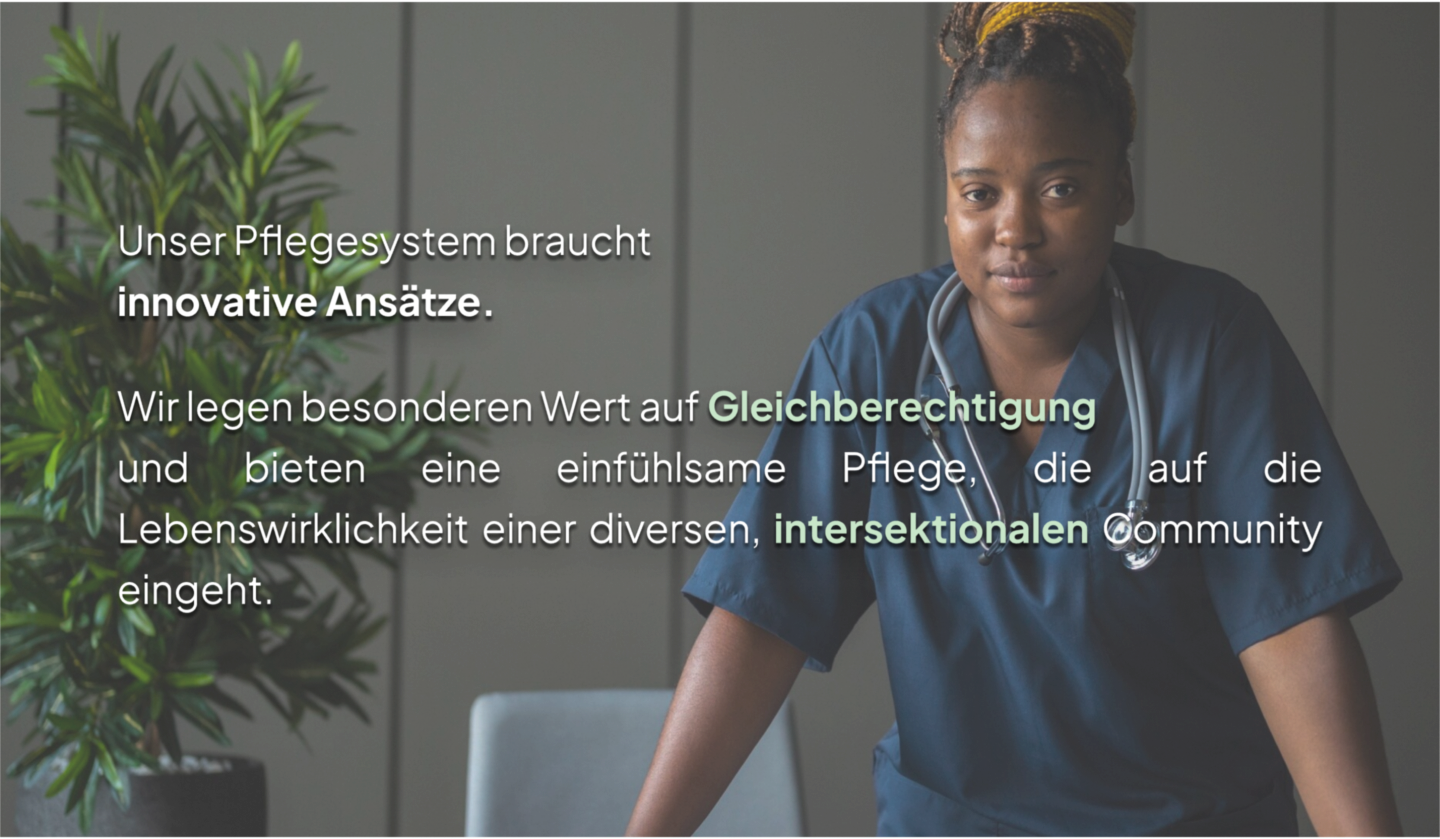 Unser Pflegesystem braucht
innovative Ansätze.
Wir legen besonderen Wert auf Gleichberechtigung
und bieten eine einfühlsame Pflege, die auf die
Lebenswirklichkeit einer diversen, intersektionalen Community
eingeht.